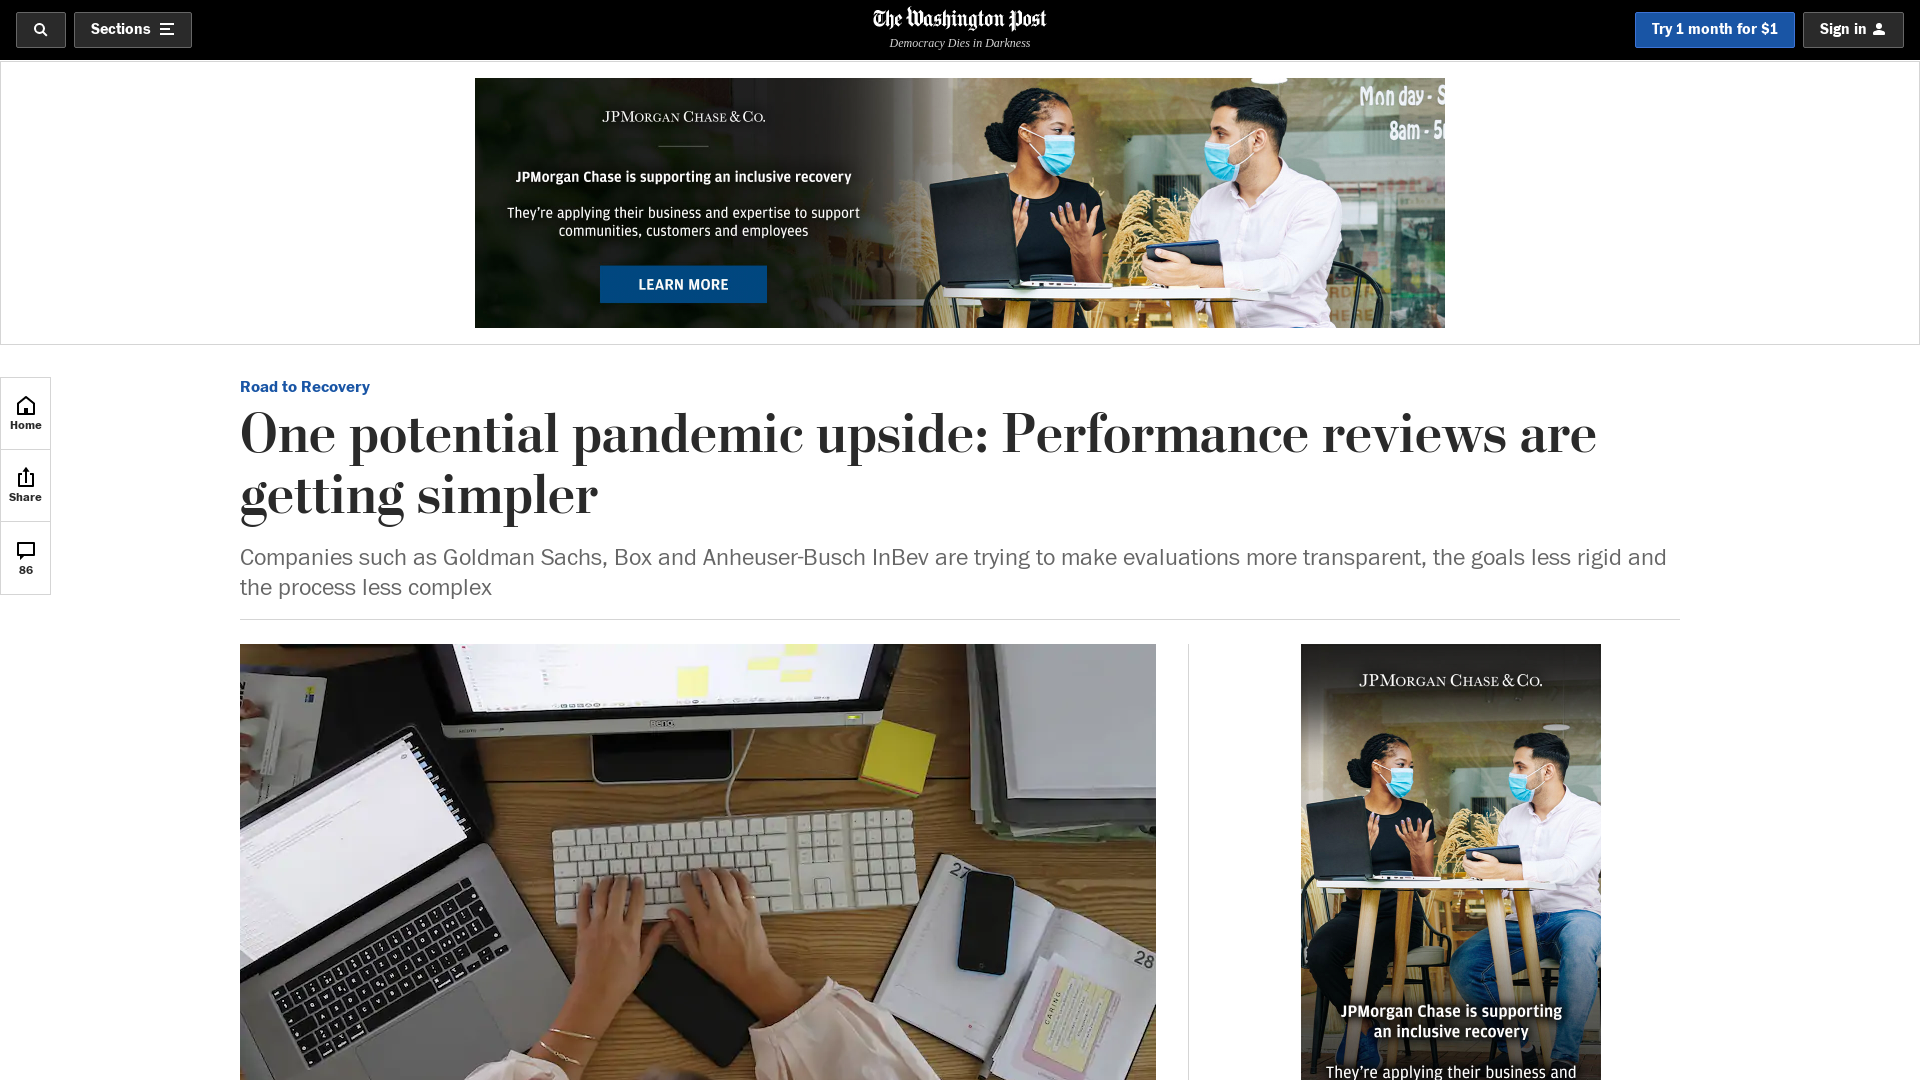 Sections
The Washington Post
Democracy Dies in Darkness
Try 1 month for $1
Sign in
JPMORGAN CHASE & CO.
JPMorgan Chase is supporting an inclusive recovery
They're applying their business and expertise to support
communities, customers and employees
LEARN MORE
Monday - S
8am - 5
HERE
Home
Share
86
Road to Recovery
One potential pandemic upside: Performance reviews are
getting simpler
Companies such as Goldman Sachs, Box and Anheuser-Busch InBev are trying to make evaluations more transparent, the goals less rigid and
the process less complex
BenQ
27
28
CARING
JPMORGAN CHASE & CO.
JPMorgan Chase is supporting
an inclusive recovery
They're applying their business and